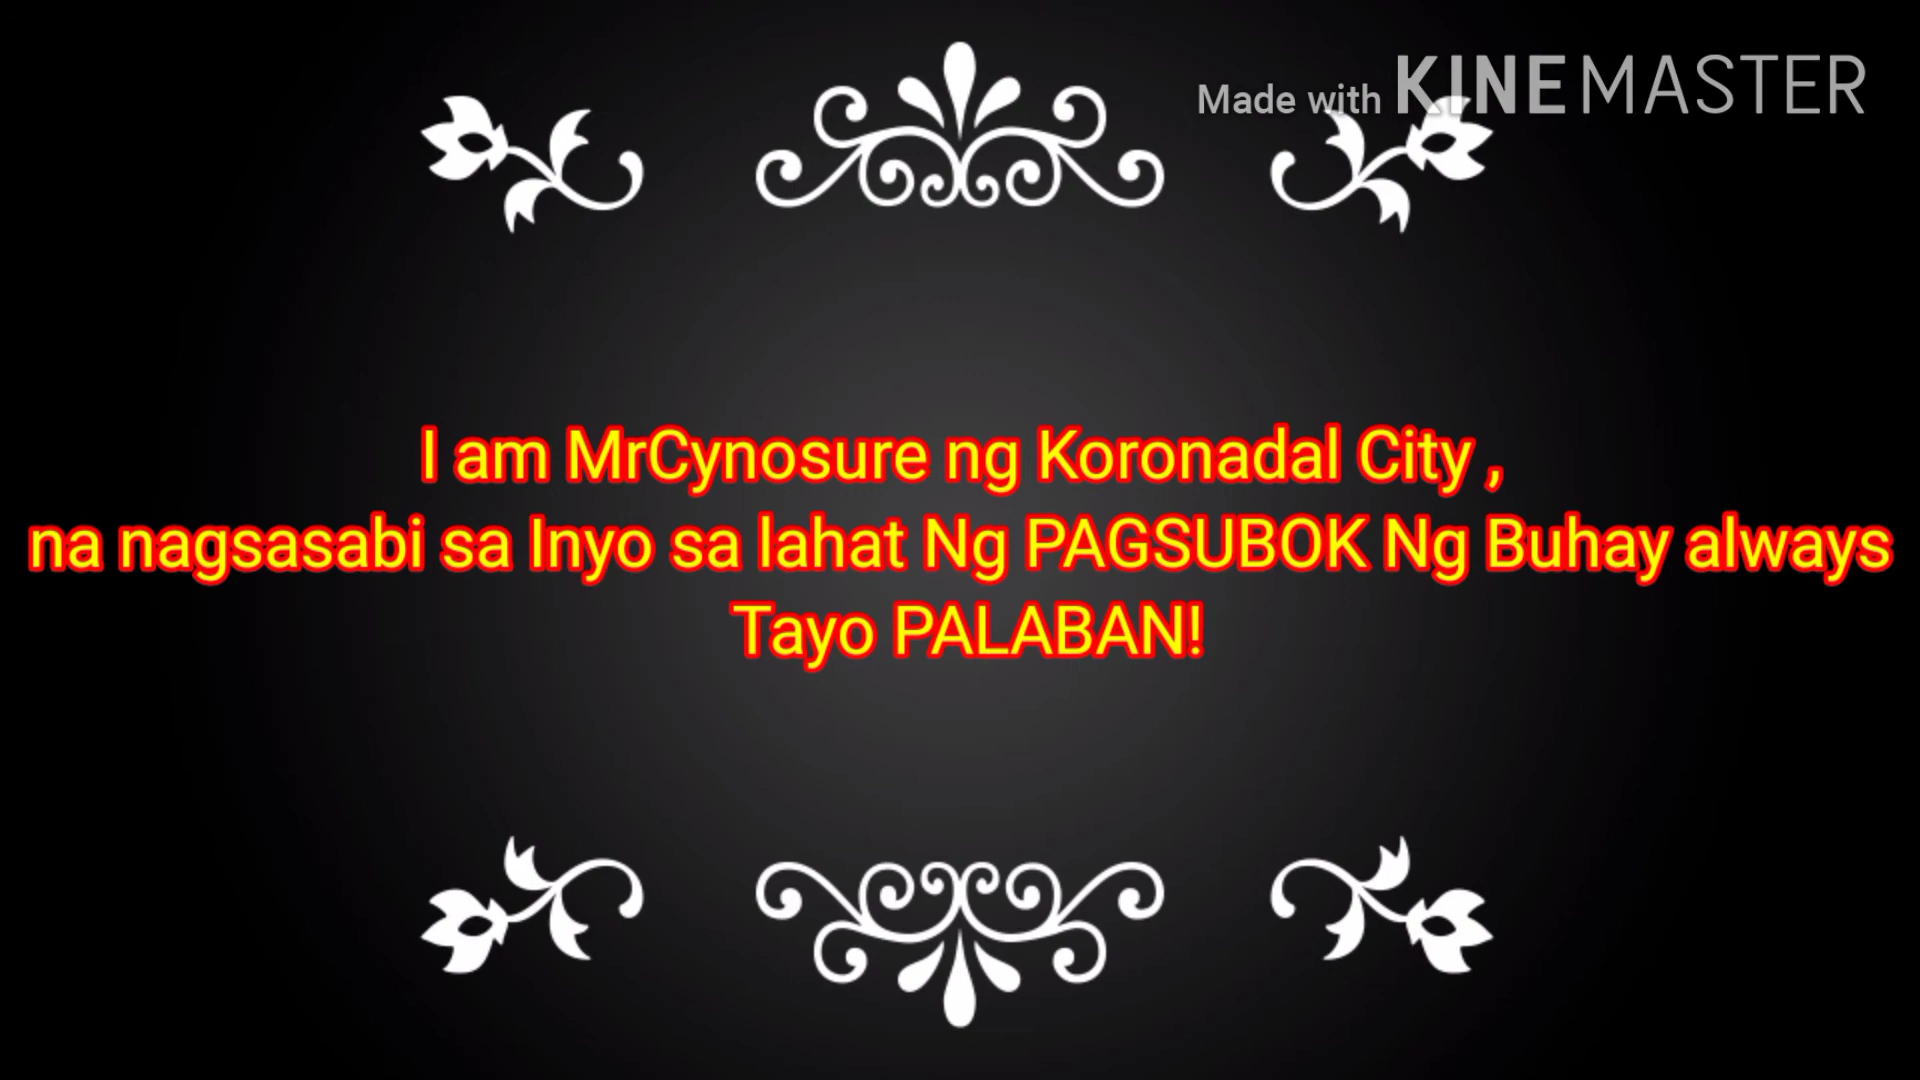 Made with KINEMASTER
I am MrCynosure ng Koronadal City ,
na nagsasabi sa Inyo sa lahat Ng PAGSUBOK Ng Buhay always
Tayo PALABAN!